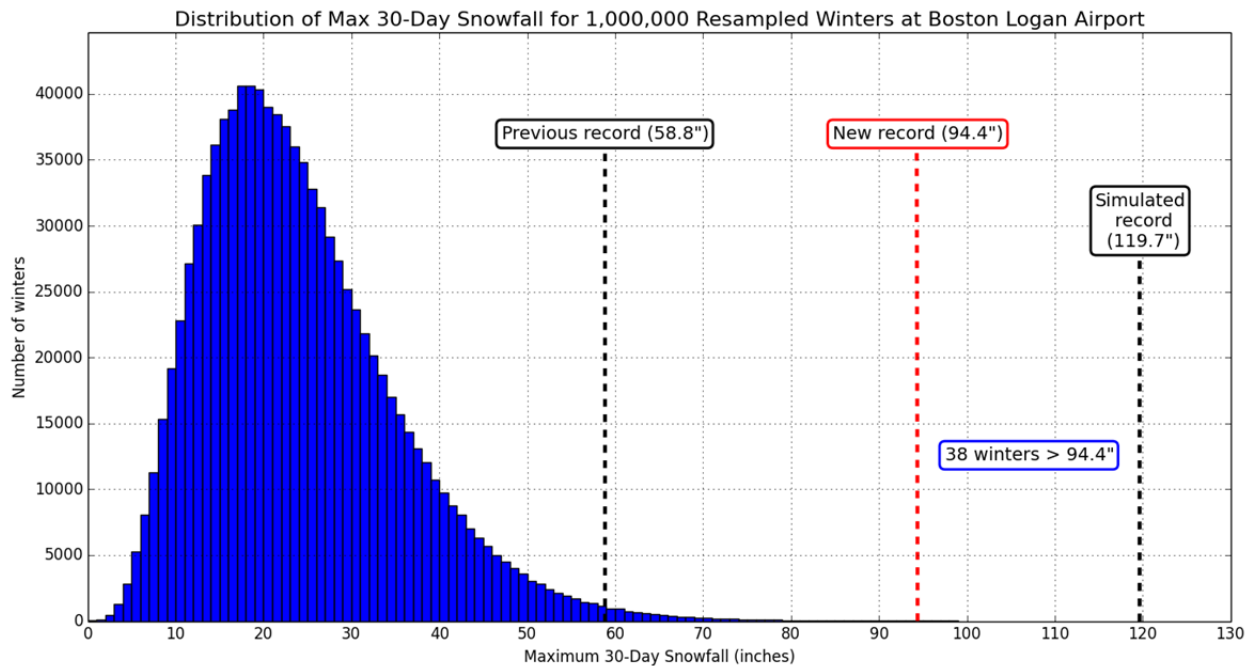 Distribution of Max 30-Day Snowfall for 1,000,000 Resampled Winters at Boston Logan Airport
Number of winters
40000
35000
30000
25000
20000
15000
10000
5000
0
Previous record (58.8")
New record (94.4")
Simulated
record
(119.7")
38 winters > 94.4"
0 10 20 30 40 50 60 70 80 90 100 110 120 130
Maximum 30-Day Snowfall (inches)